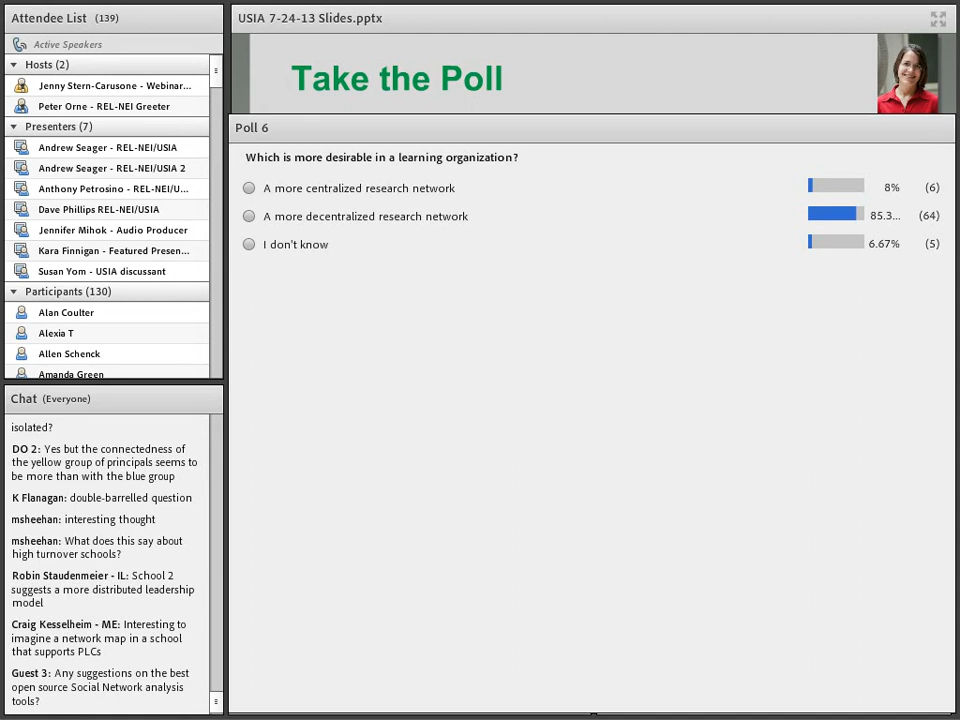 Attendee List (139)
Active Speakers
Hosts (2)
Jenny Stern-Carusone - Webinar...
Peter Orne - REL-NEI Greeter
Presenters (7)
Andrew Seager - REL-NEI/USIA
Andrew Seager - REL-NEI/USIA 2
Anthony Petrosino - REL-NEI/U...
Dave Phillips REL-NEI/USIA
Jennifer Mihok - Audio Producer
Kara Finnigan - Featured Presen...
Susan Yom - USIA discussant
Participants (130)
Alan Coulter
Alexia T
Allen Schenck
Amanda Green
Chat (Everyone)
isolated?
DO 2: Yes but the connectedness of
the yellow group of principals seems to
be more than with the blue group
K Flanagan: double-barrelled question
msheehan: interesting thought
msheehan: What does this say about
high turnover schools?
Robin Staudenmeier - IL: School 2
suggests a more distributed leadership
model
Craig Kesselheim - ME: Interesting to
imagine a network map in a school
that supports PLCs
Guest 3: Any suggestions on the best
open source Social Network analysis
tools?
USIA 7-24-13 Slides.pptx
Take the Poll
Poll 6
Which is more desirable in a learning organization?
A more centralized research network 8% (6)
A more decentralized research network 85.3... (64)
I don't know 6.67% (5)